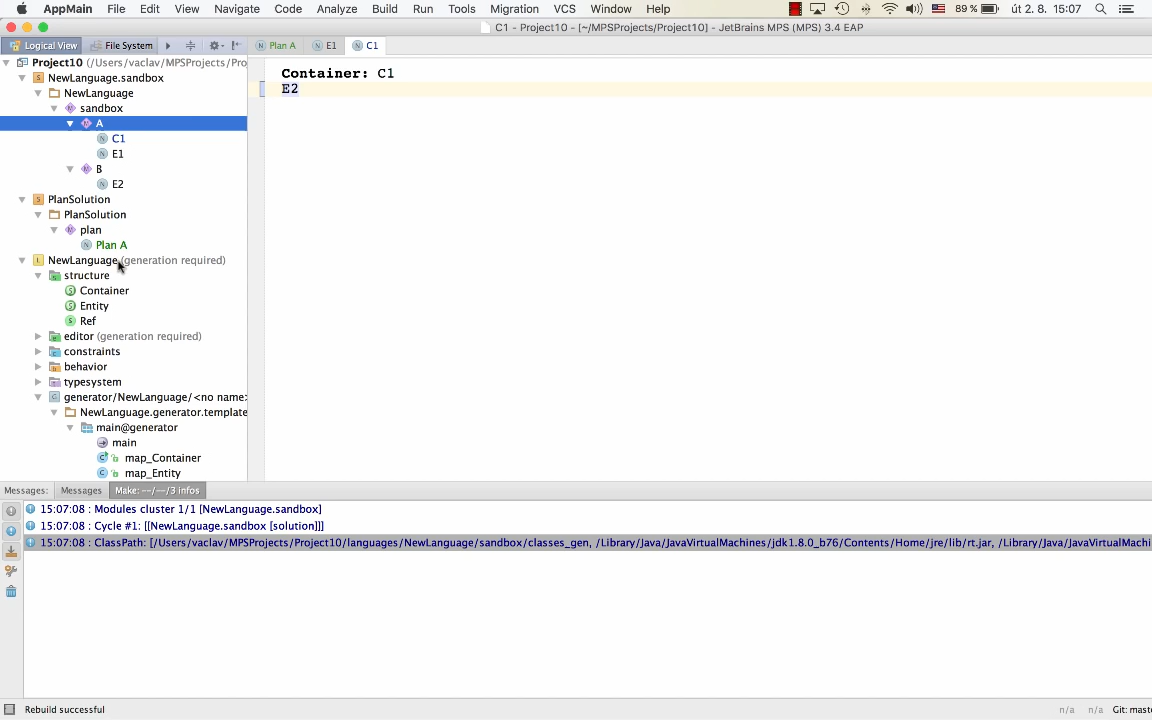 AppMain File Edit View Navigate Code Analyze Build Run Tools Migration VCS Window Help 89% út 2. 8. 15:07
C1 - Project10 - [~/MPSProjects/Project10] - JetBrains MPS (MPS) 3.4 EAP
Logical View File System Plan A E1 C1
Project10 (/Users/vaclav/MPSProjects/Pro
NewLanguage.sandbox
NewLanguage
sandbox
A
C1
E1
B
E2
PlanSolution
PlanSolution
plan
Plan A
NewLanguage (generation required)
structure
Container
Entity
Ref
editor (generation required)
constraints
behavior
typesystem
generator/NewLanguage/<no name>
NewLanguage.generator.template
main@generator
main
map_Container
map_Entity
Container: C1
E2
Messages: Messages Make: --/--/3 infos
15:07:08 : Modules cluster 1/1 [NewLanguage.sandbox]
15:07:08 : Cycle #1: [[NewLanguage.sandbox [solution]]]
15:07:08 : ClassPath: [/Users/vaclav/MPSProjects/Project10/languages/NewLanguage/sandbox/classes_gen, /Library/Java/JavaVirtualMachines/jdk1.8.0_b76/Contents/Home/jre/lib/rt.jar, /Library/Java/JavaVirtualMachi
Rebuild successful n/a n/a Git: maste